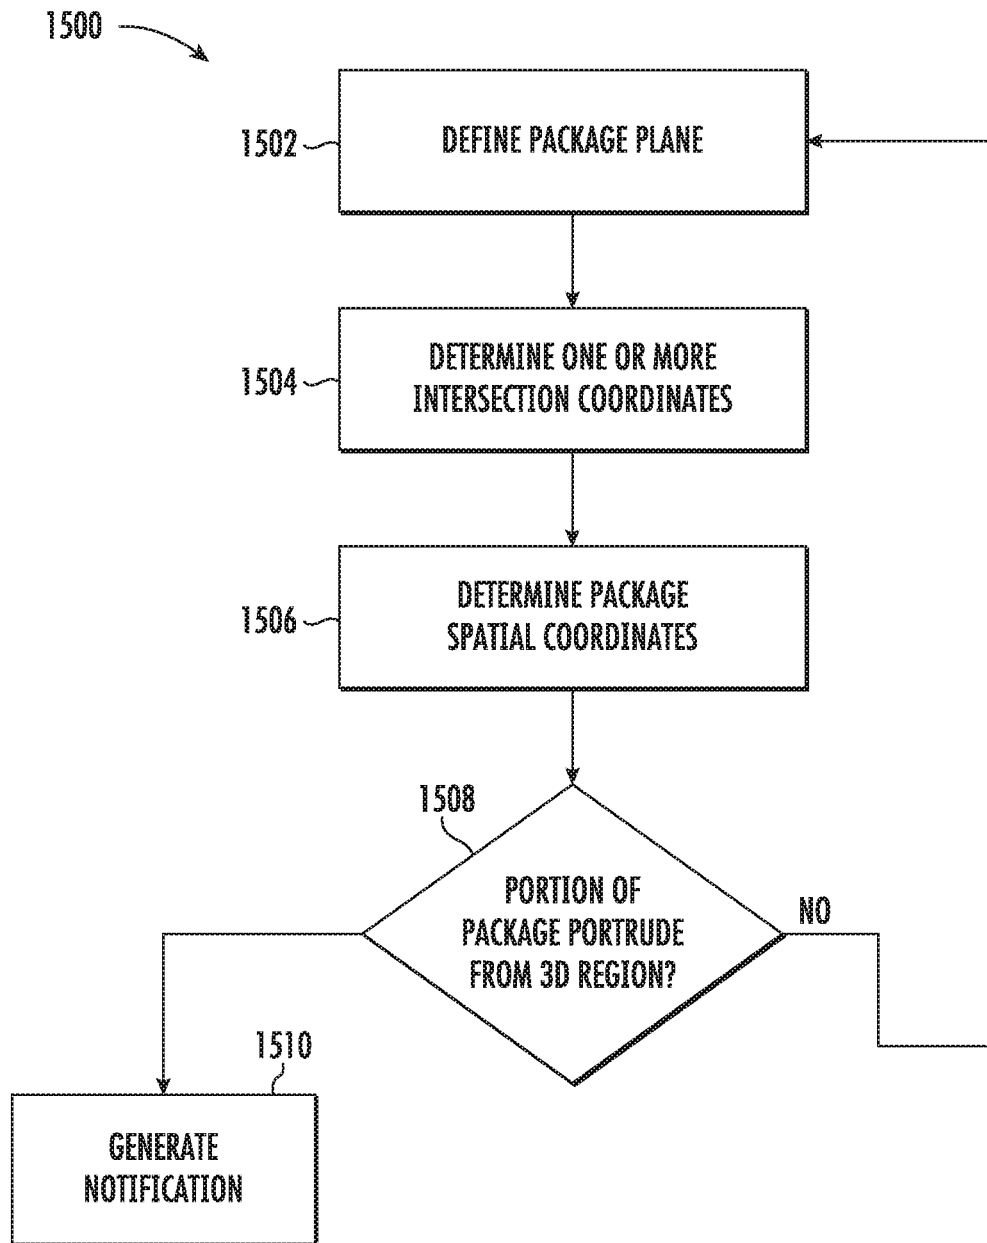 1500
1502
DEFINE PACKAGE PLANE
1504
DETERMINE ONE OR MORE
INTERSECTION COORDINATES
1506
DETERMINE PACKAGE
SPATIAL COORDINATES
1508
PORTION OF
PACKAGE PORTRUDE
FROM 3D REGION?
NO
1510
GENERATE
NOTIFICATION